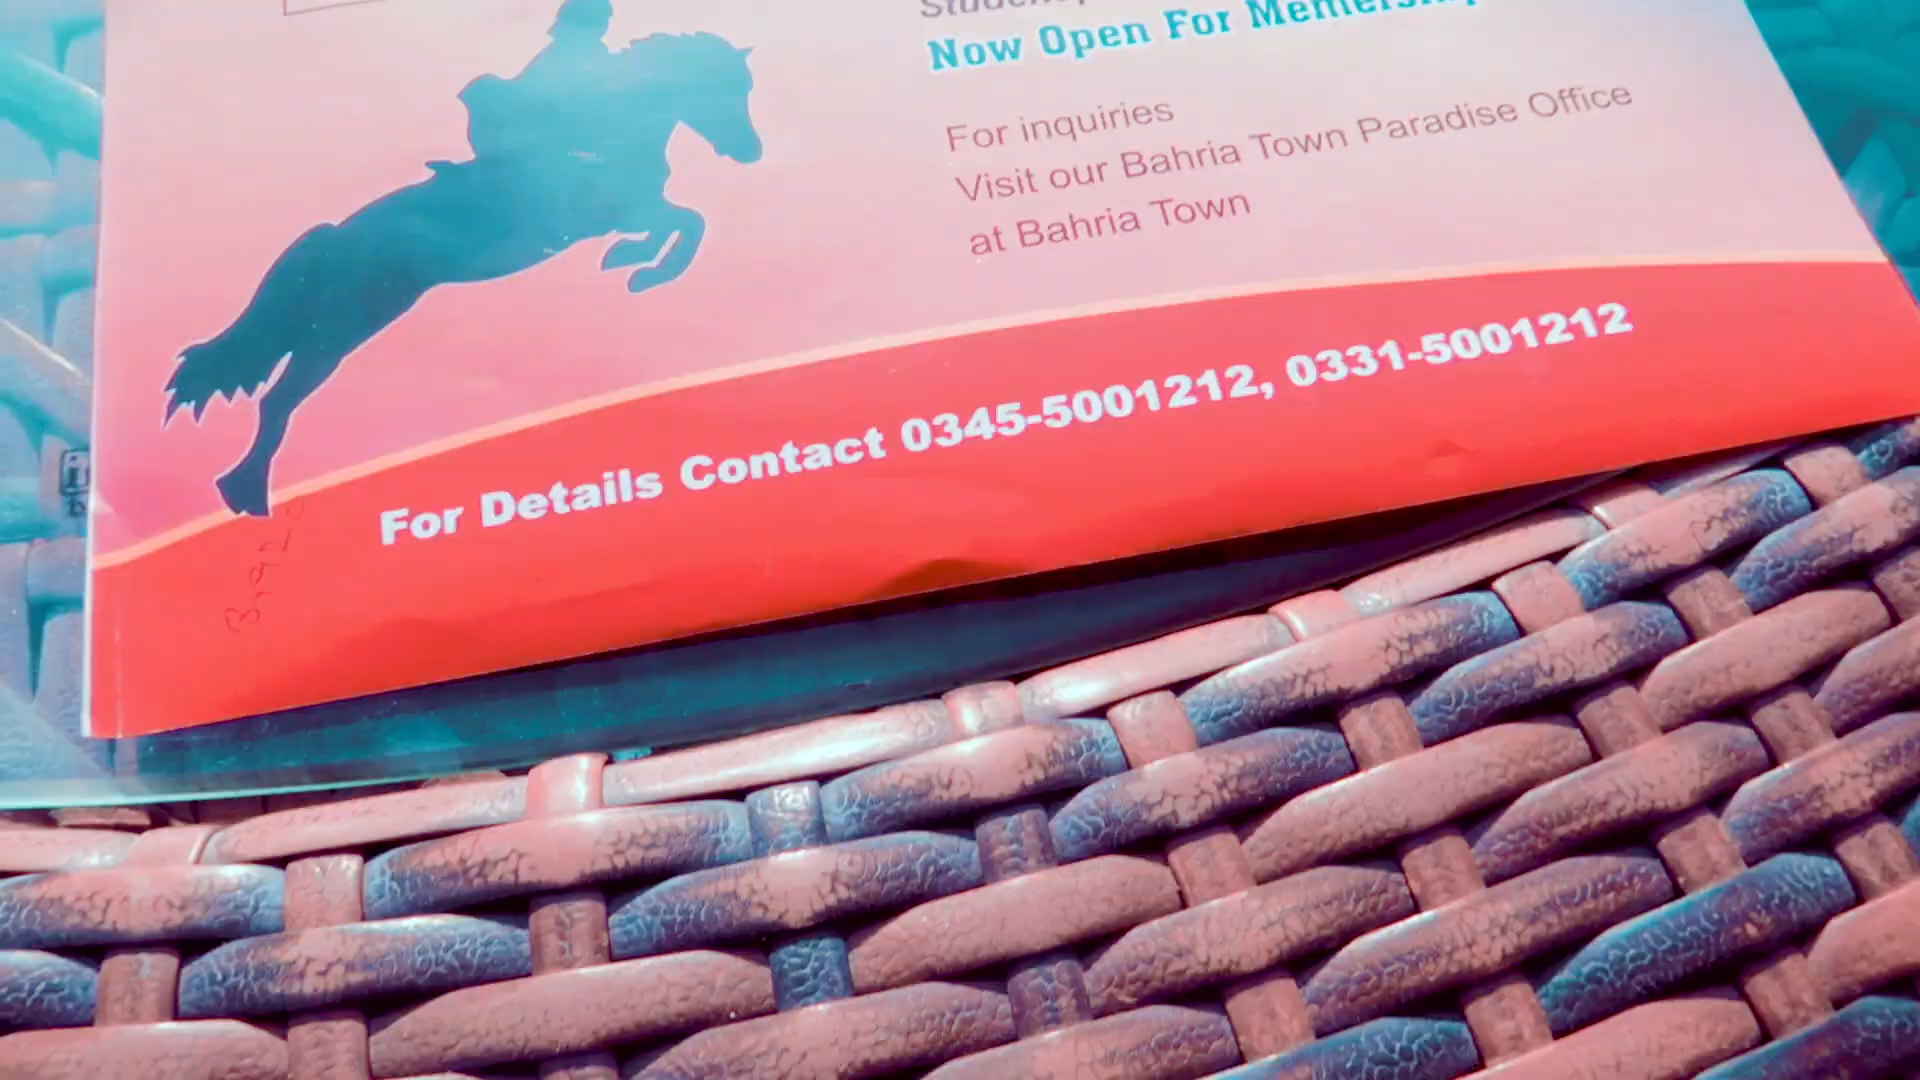 Now Open For
For inquiries
Visit our Bahria Town Paradise Office
at Bahria Town
For Details Contact 0345-5001212, 0331-5001212